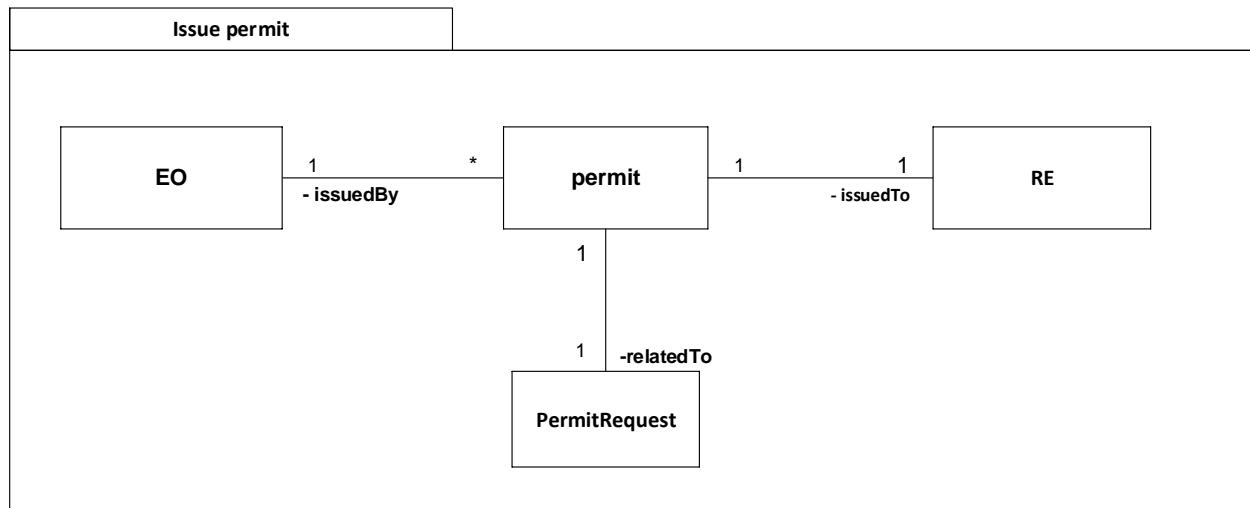 Issue permit
EO
1
- issuedBy
*
permit
1
1
- issuedTo
RE
1
1
-relatedTo
PermitRequest